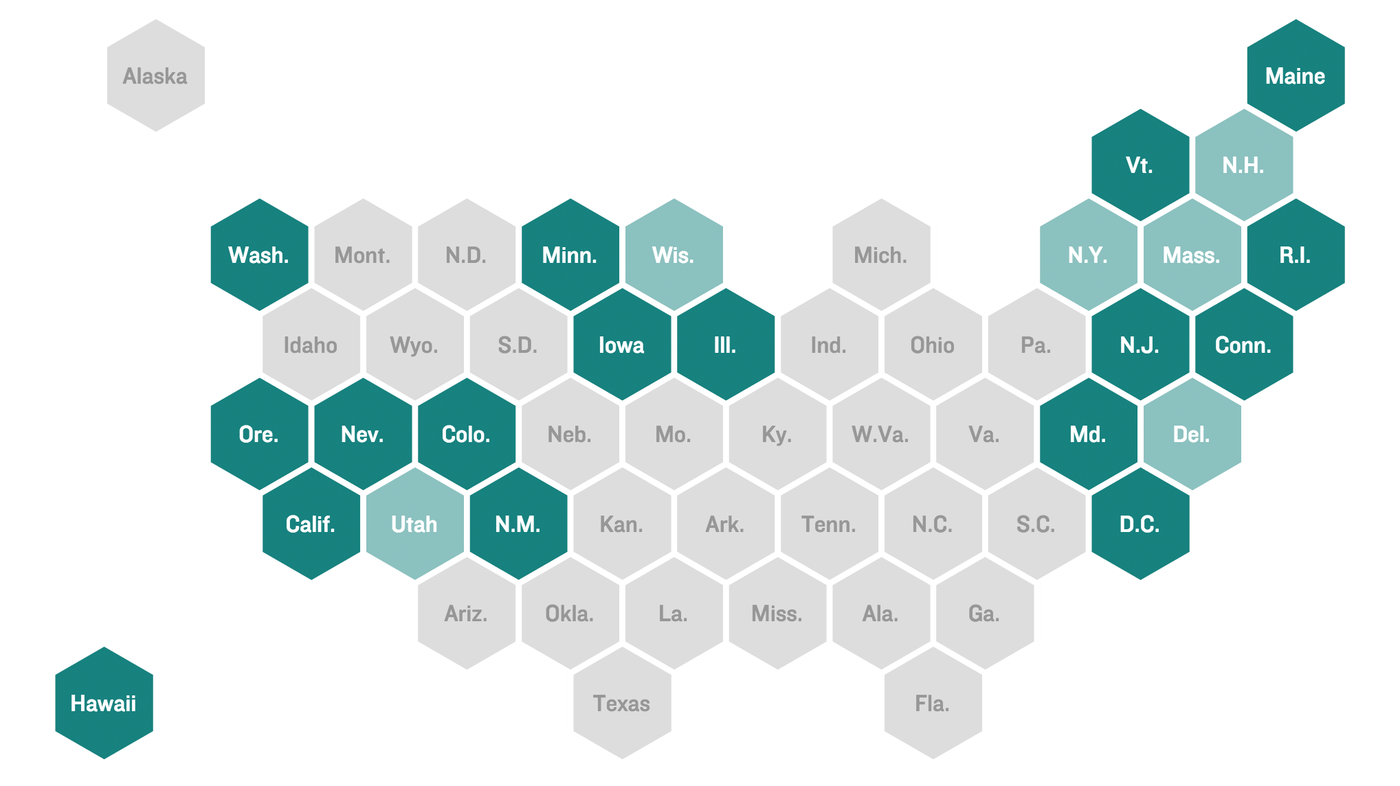 Alaska
Maine
Vt.
N.H.
Wash.
Mont.
N.D.
Minn.
Wis.
Mich.
N.Y.
Mass.
R.I.
Idaho
Wyo.
S.D.
Iowa
Ill.
Ind.
Ohio
Pa.
N.J.
Conn.
Ore.
Nev.
Colo.
Neb.
Mo.
Ky.
W.Va.
Va.
Md.
Del.
Calif.
Utah
N.M.
Kan.
Ark.
Tenn.
N.C.
S.C.
D.C.
Ariz.
Okla.
La.
Miss.
Ala.
Ga.
Hawaii
Texas
Fla.